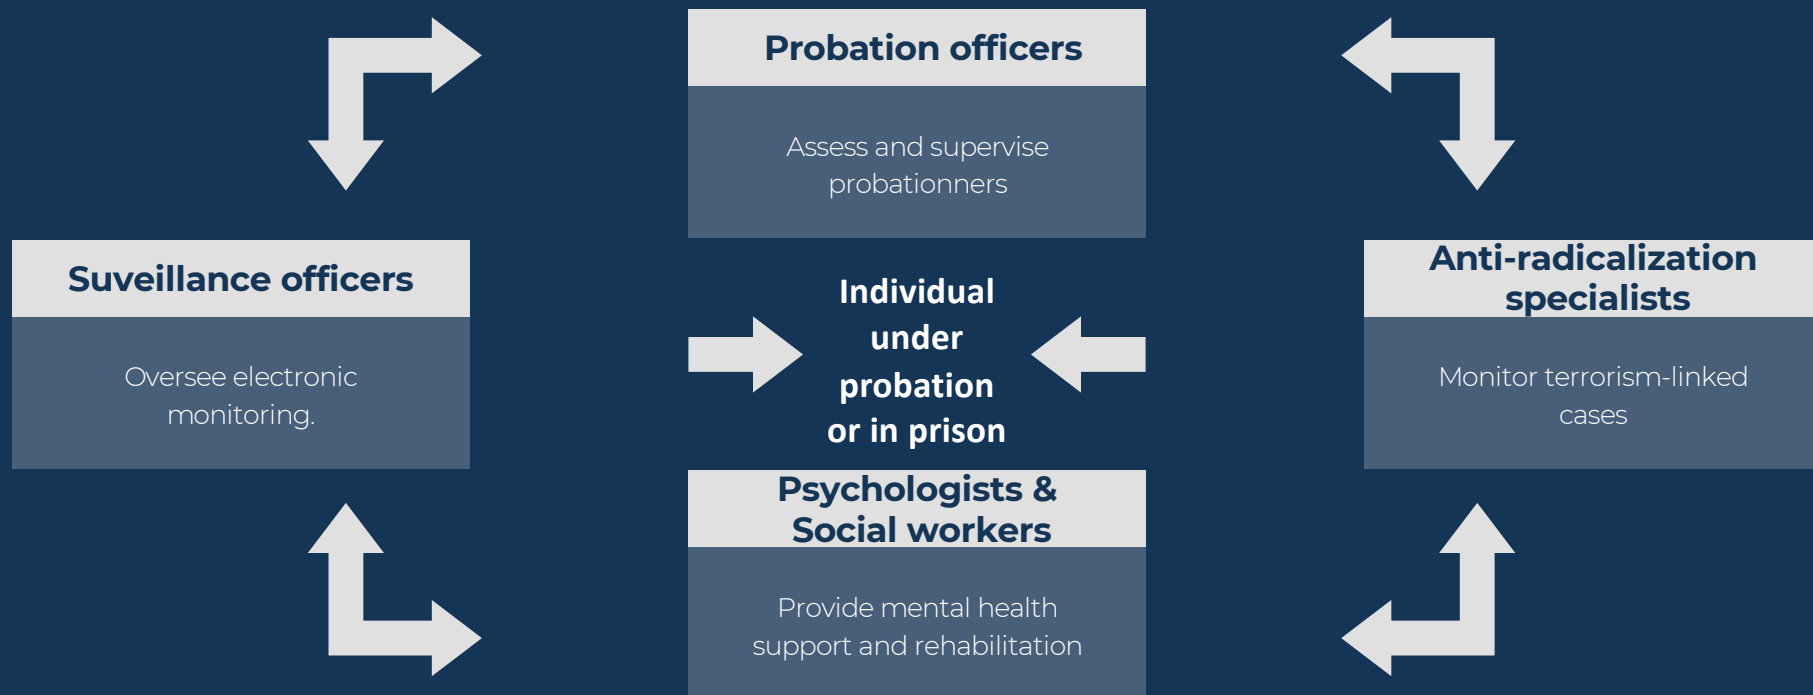 Probation officers
Assess and supervise
probationners
Suveillance officers
Oversee electronic
monitoring.
Individual
under
probation
or in prison
Anti-radicalization
specialists
Monitor terrorism-linked
cases
Psychologists &
Social workers
Provide mental health
support and rehabilitation